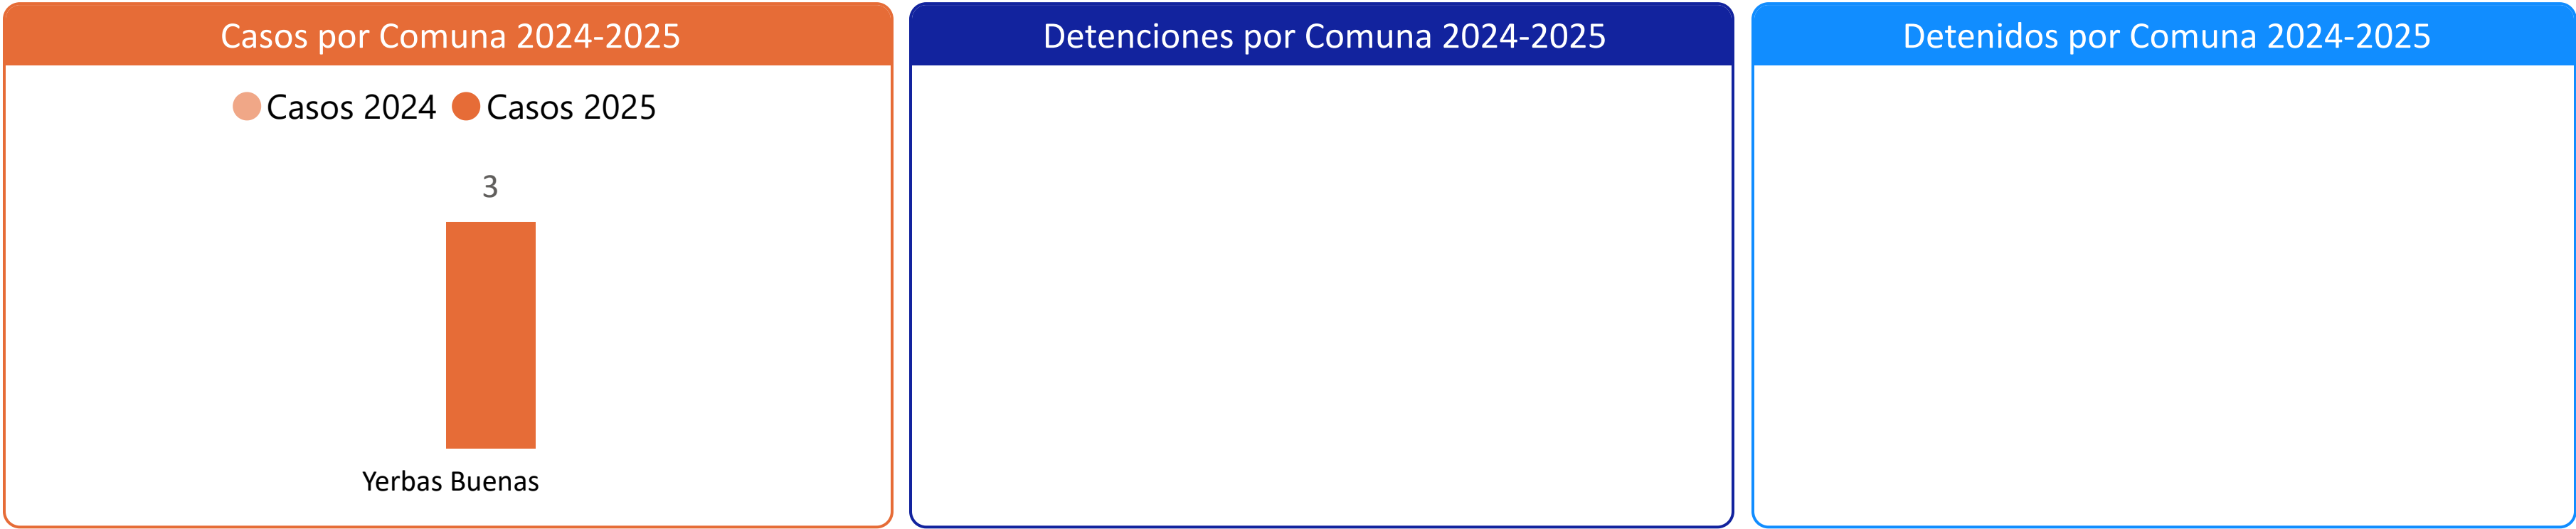 Casos por Comuna 2024-2025
Casos 2024 Casos 2025
3
Yerbas Buenas
Detenciones por Comuna 2024-2025
Detenidos por Comuna 2024-2025